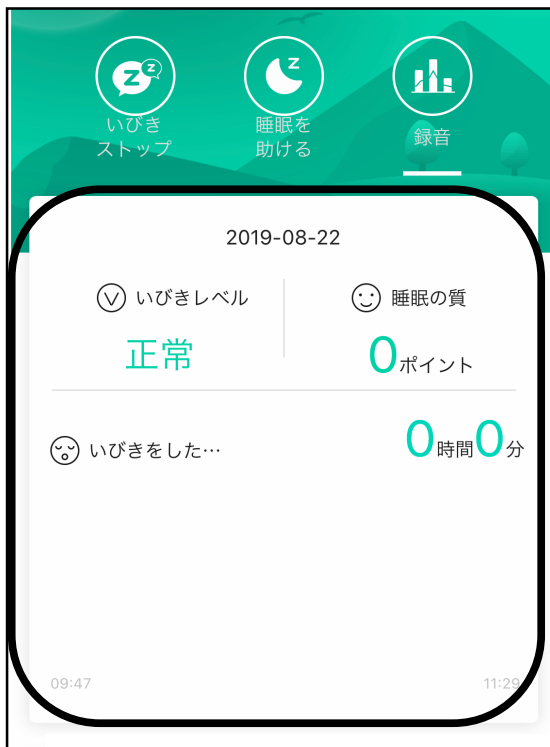 いびき
ストップ
睡眠を
助ける
録音
2019-08-22
いびきレベル
睡眠の質
正常
0ポイント
いびきをした…
0時間0分
09:47
11:29